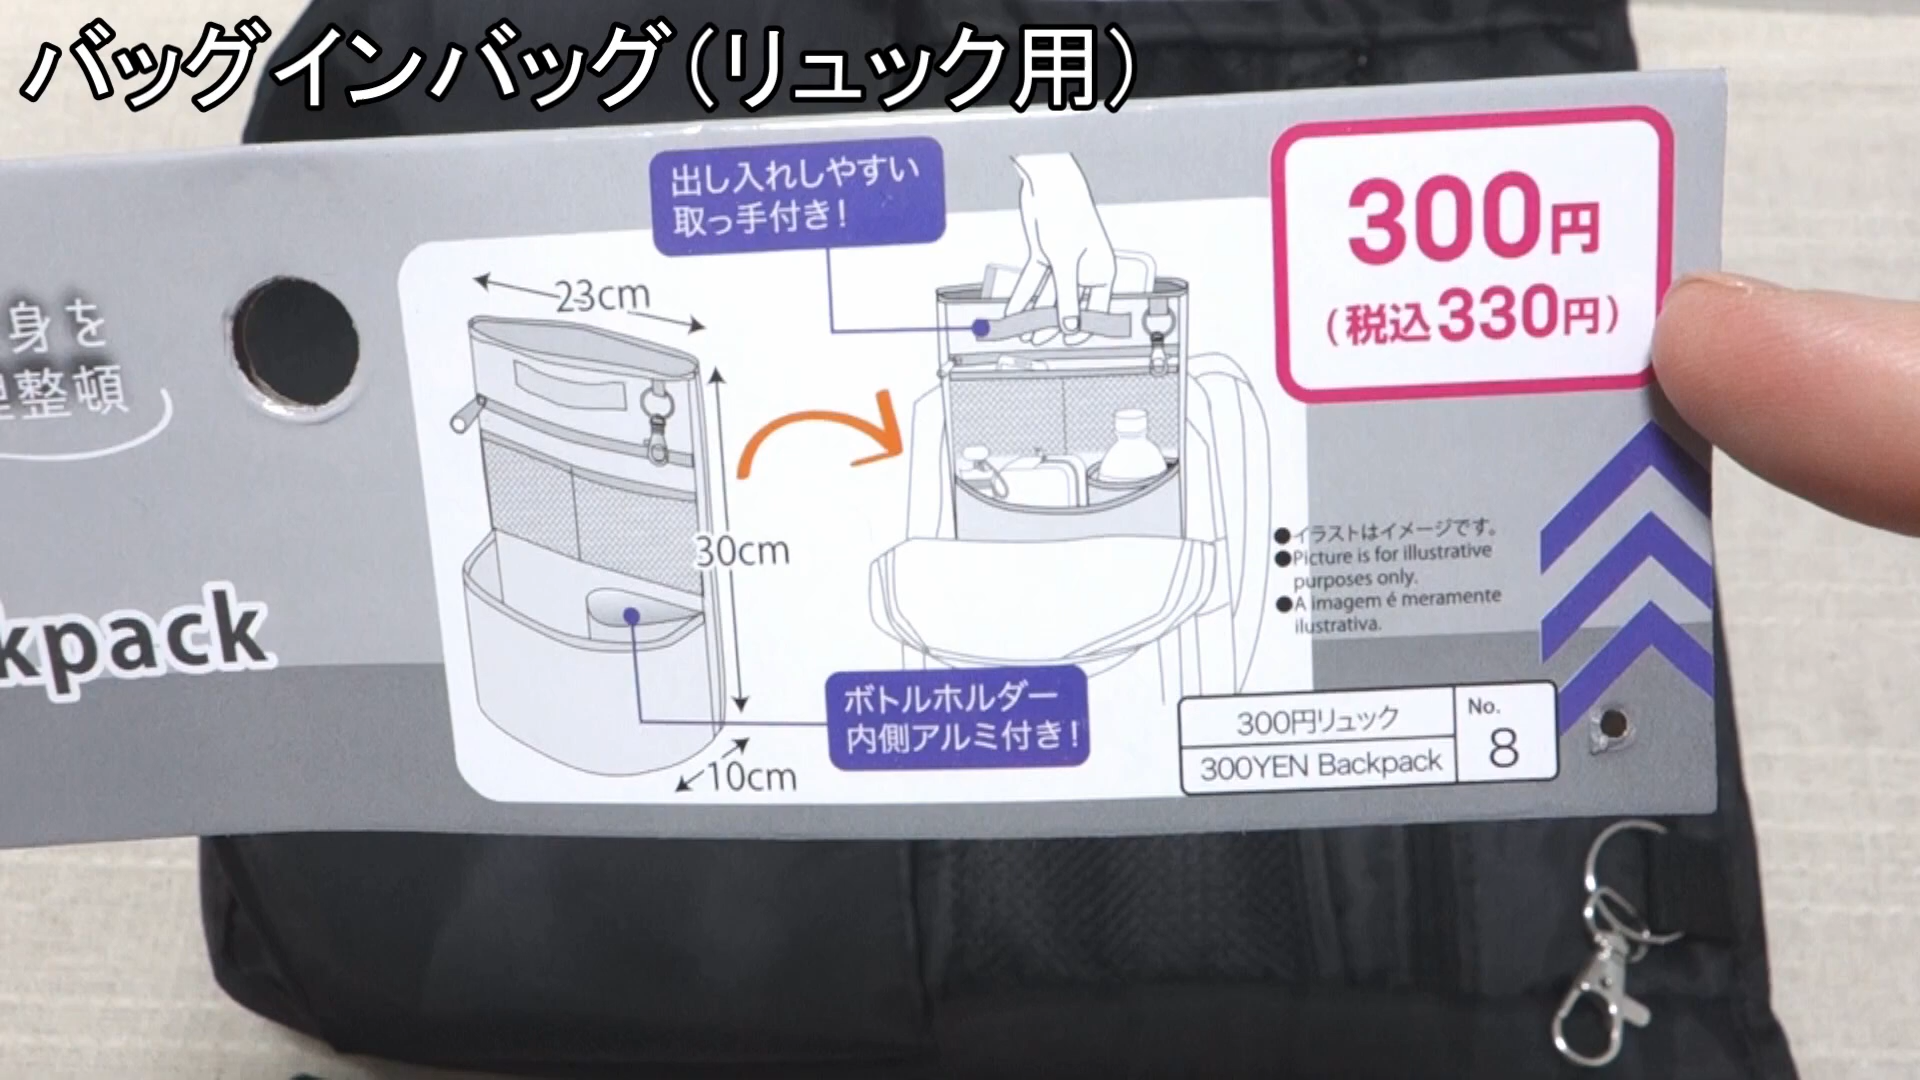 バッグインバッグ（リュック用）
出し入れしやすい
取っ手付き！
300円
（税込330円）
23cm
身を
整頓
30cm
●イラストはイメージです。
●Picture is for illustrative
purposes only.
●A imagem é meramente
ilustrativa.
kpack
ボトルホルダー
内側アルミ付き！
10cm
300円リュック
300YEN Backpack
No.
8